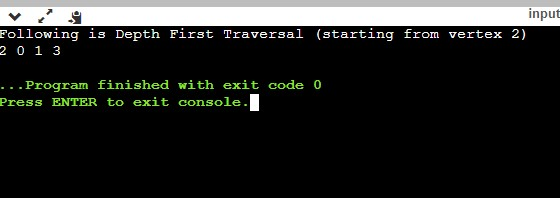 input
Following is Depth First Traversal (starting from vertex 2)
2 0 1 3
...Program finished with exit code 0
Press ENTER to exit console.